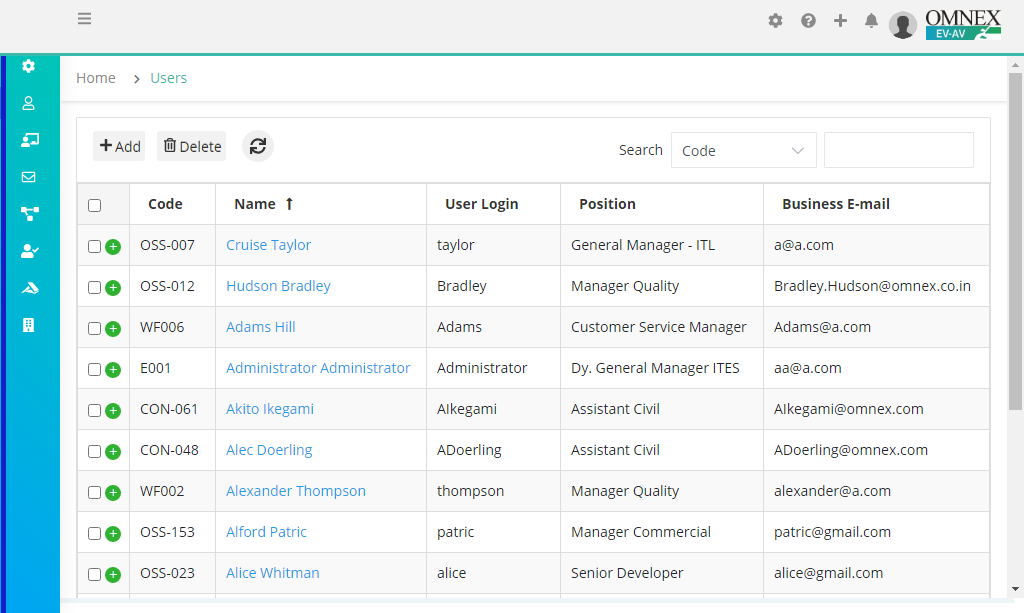 OMNEX
EV-AV
Home > Users
+ Add Delete Search Code
Code Name ↑ User Login Position Business E-mail
OSS-007 Cruise Taylor taylor General Manager - ITL a@a.com
OSS-012 Hudson Bradley Bradley Manager Quality Bradley.Hudson@omnex.co.in
WF006 Adams Hill Adams Customer Service Manager Adams@a.com
E001 Administrator Administrator Administrator Dy. General Manager ITES aa@a.com
CON-061 Akito Ikegami AIkegami Assistant Civil AIkegami@omnex.com
CON-048 Alec Doerling ADoerling Assistant Civil ADoerling@omnex.com
WF002 Alexander Thompson thompson Manager Quality alexander@a.com
OSS-153 Alford Patric patric Manager Commercial patric@gmail.com
OSS-023 Alice Whitman alice Senior Developer alice@gmail.com